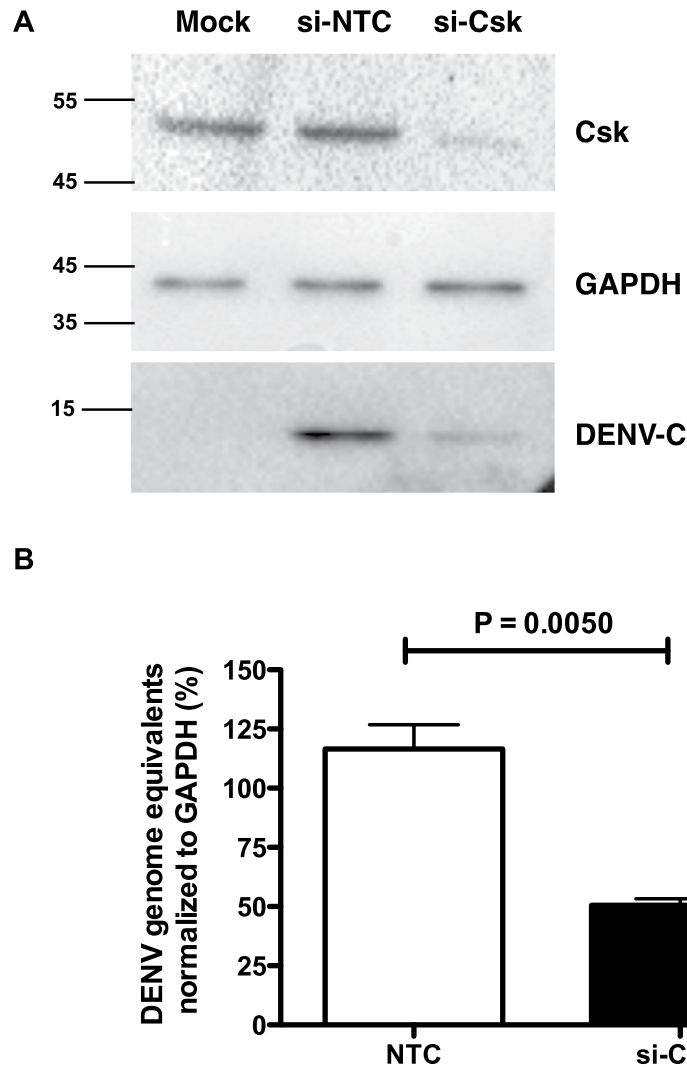 A
Mock si-NTC si-Csk
55
Csk
45
45
GAPDH
35
15
DENV-C
B
P = 0.0050
DENV genome equivalents
normalized to GAPDH (%)
150
125
100
75
50
25
0
NTC si-C